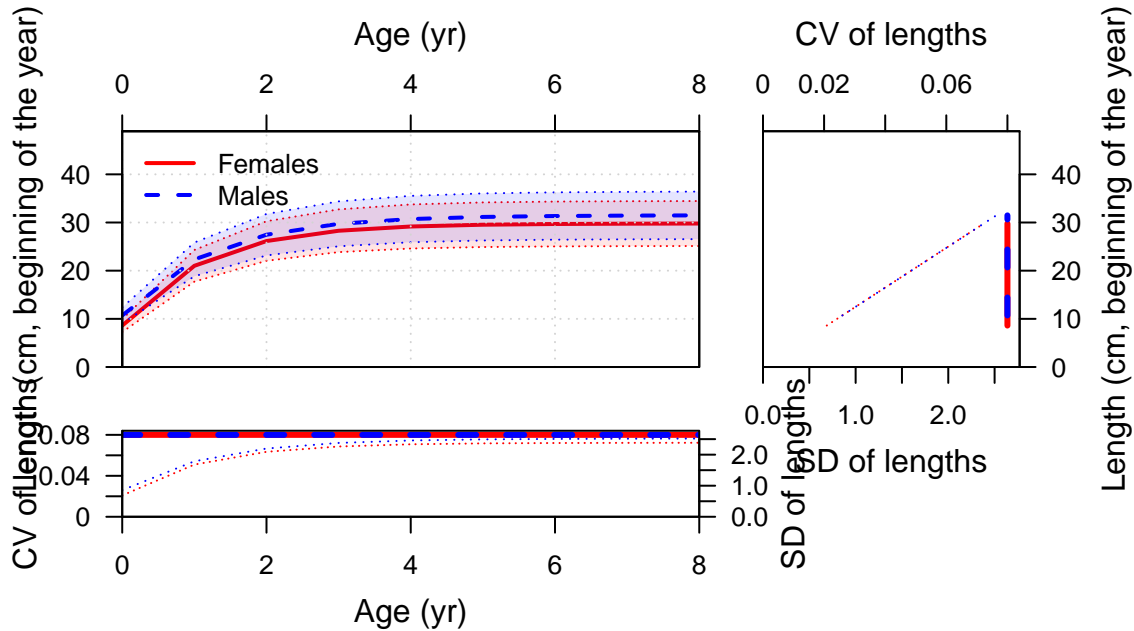 Age (yr)
CV of lengths
0 2 4 6 8
0 0.02 0.06
Length (cm, beginning of the year)
40
30
20
10
0
Females
Males
40
30
20
10
0
Length (cm, beginning of the year)
0.0 1.0 2.0
SD of lengths
CV of lengths
0.08
0.04
0
2.0
1.0
0.0
SD of lengths
0 2 4 6 8
Age (yr)